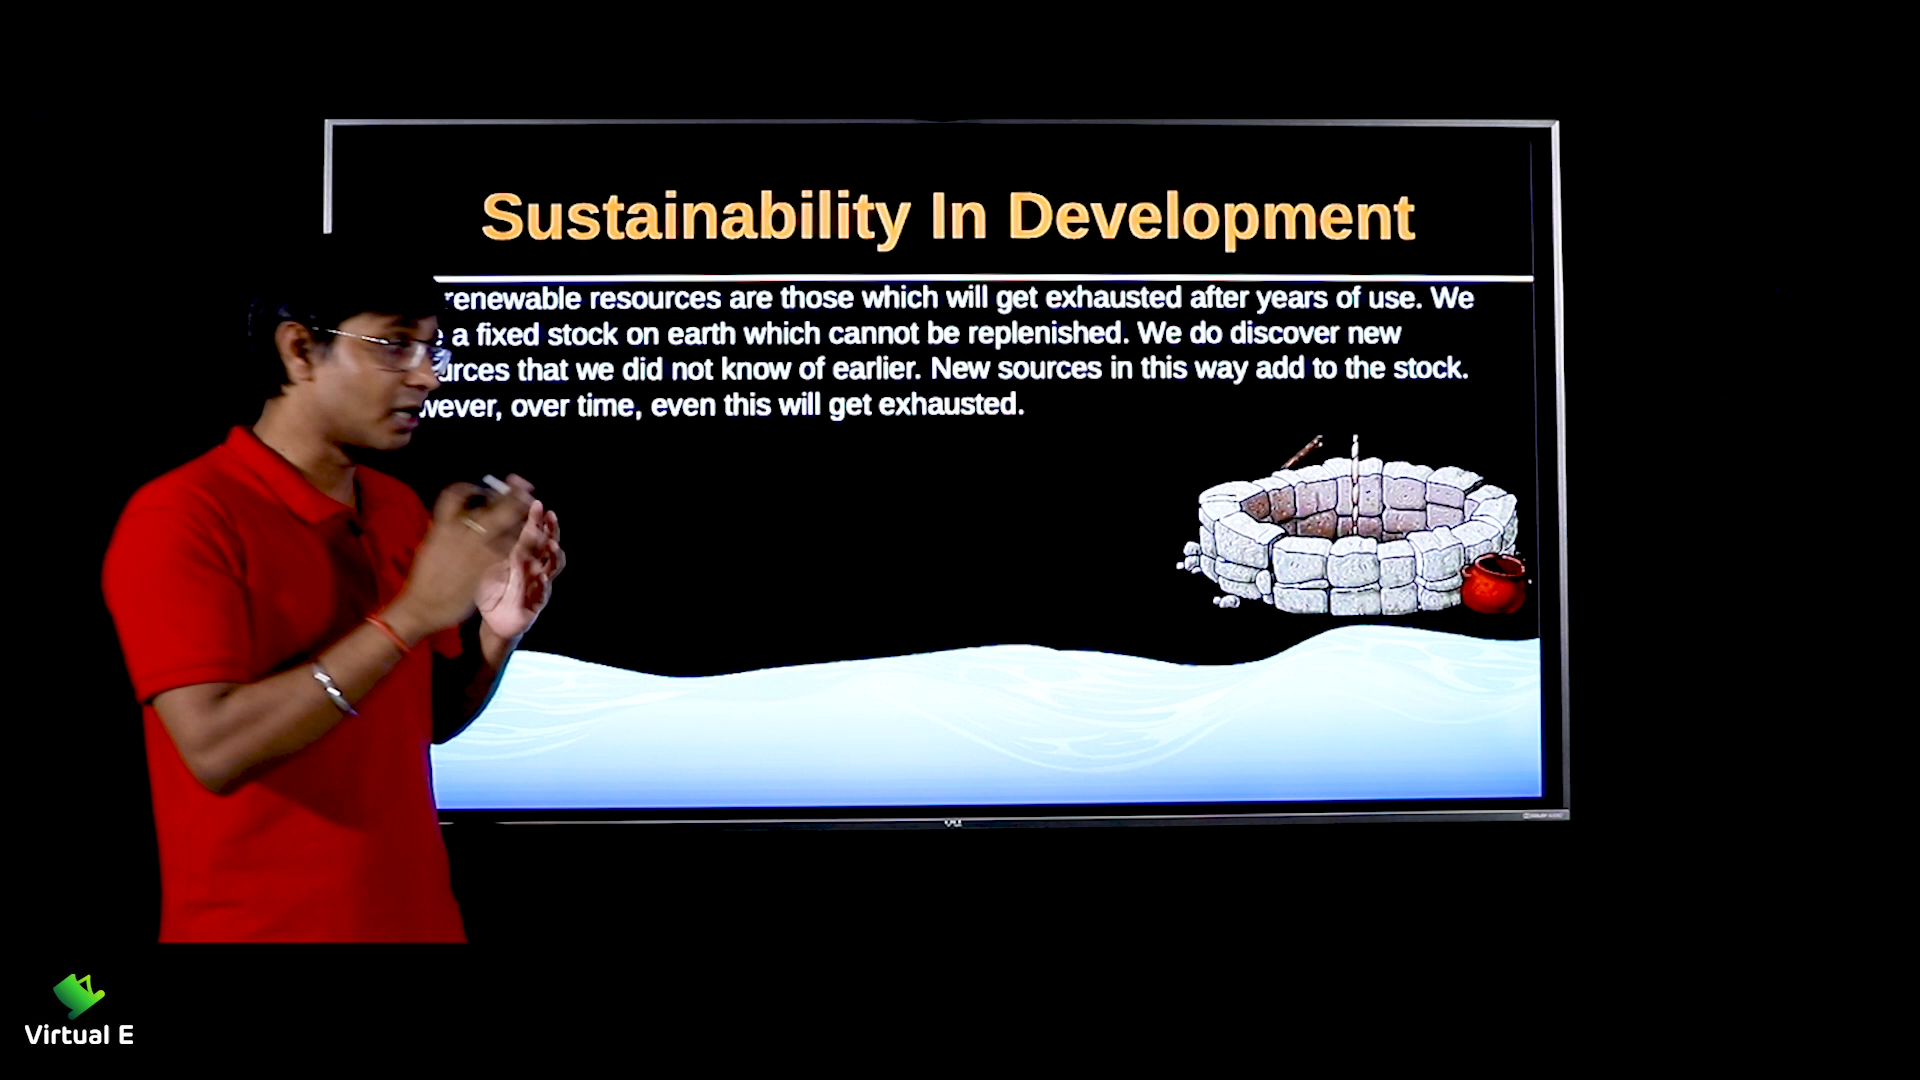 Sustainability In Development
renewable resources are those which will get exhausted after years of use. We
a fixed stock on earth which cannot be replenished. We do discover new
urces that we did not know of earlier. New sources in this way add to the stock.
wever, over time, even this will get exhausted.
Virtual E